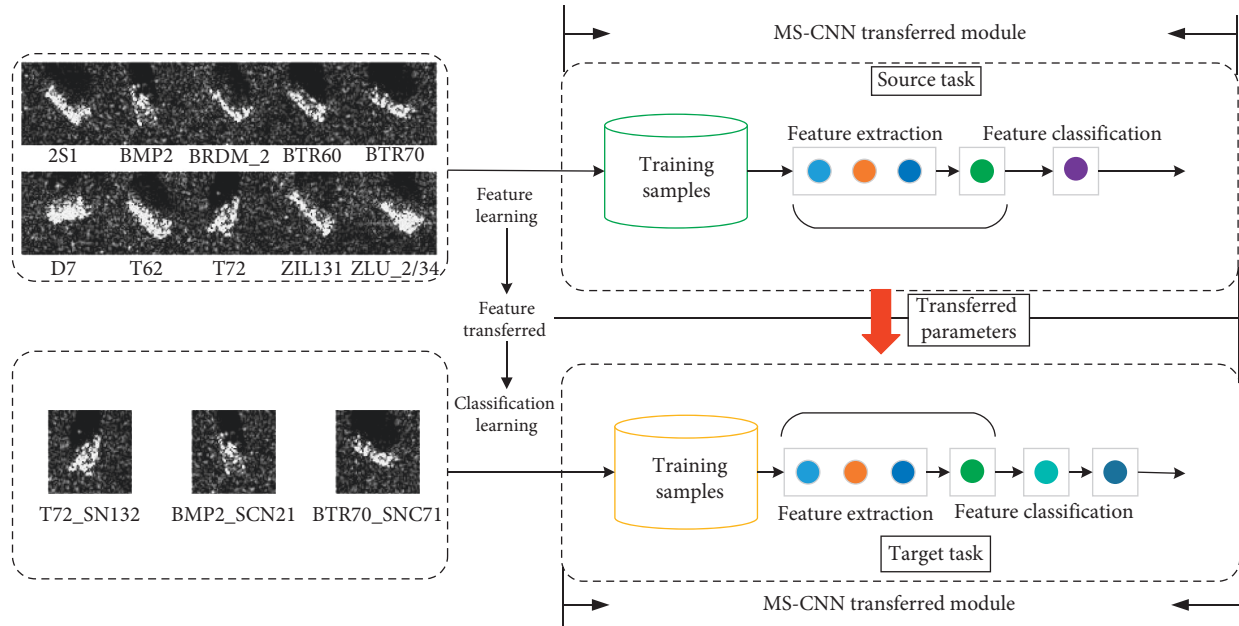 MS-CNN transferred module
Source task
2S1
BMP2
BRDM_2
BTR60
BTR70
D7
T62
T72
ZIL131
ZLU_2/34
Feature
learning
Training
samples
Feature extraction
Feature classification
Feature
transferred
Transferred
parameters
Classification
learning
T72_SN132
BMP2_SCN21
BTR70_SNC71
Training
samples
Feature extraction
Feature classification
Target task
MS-CNN transferred module